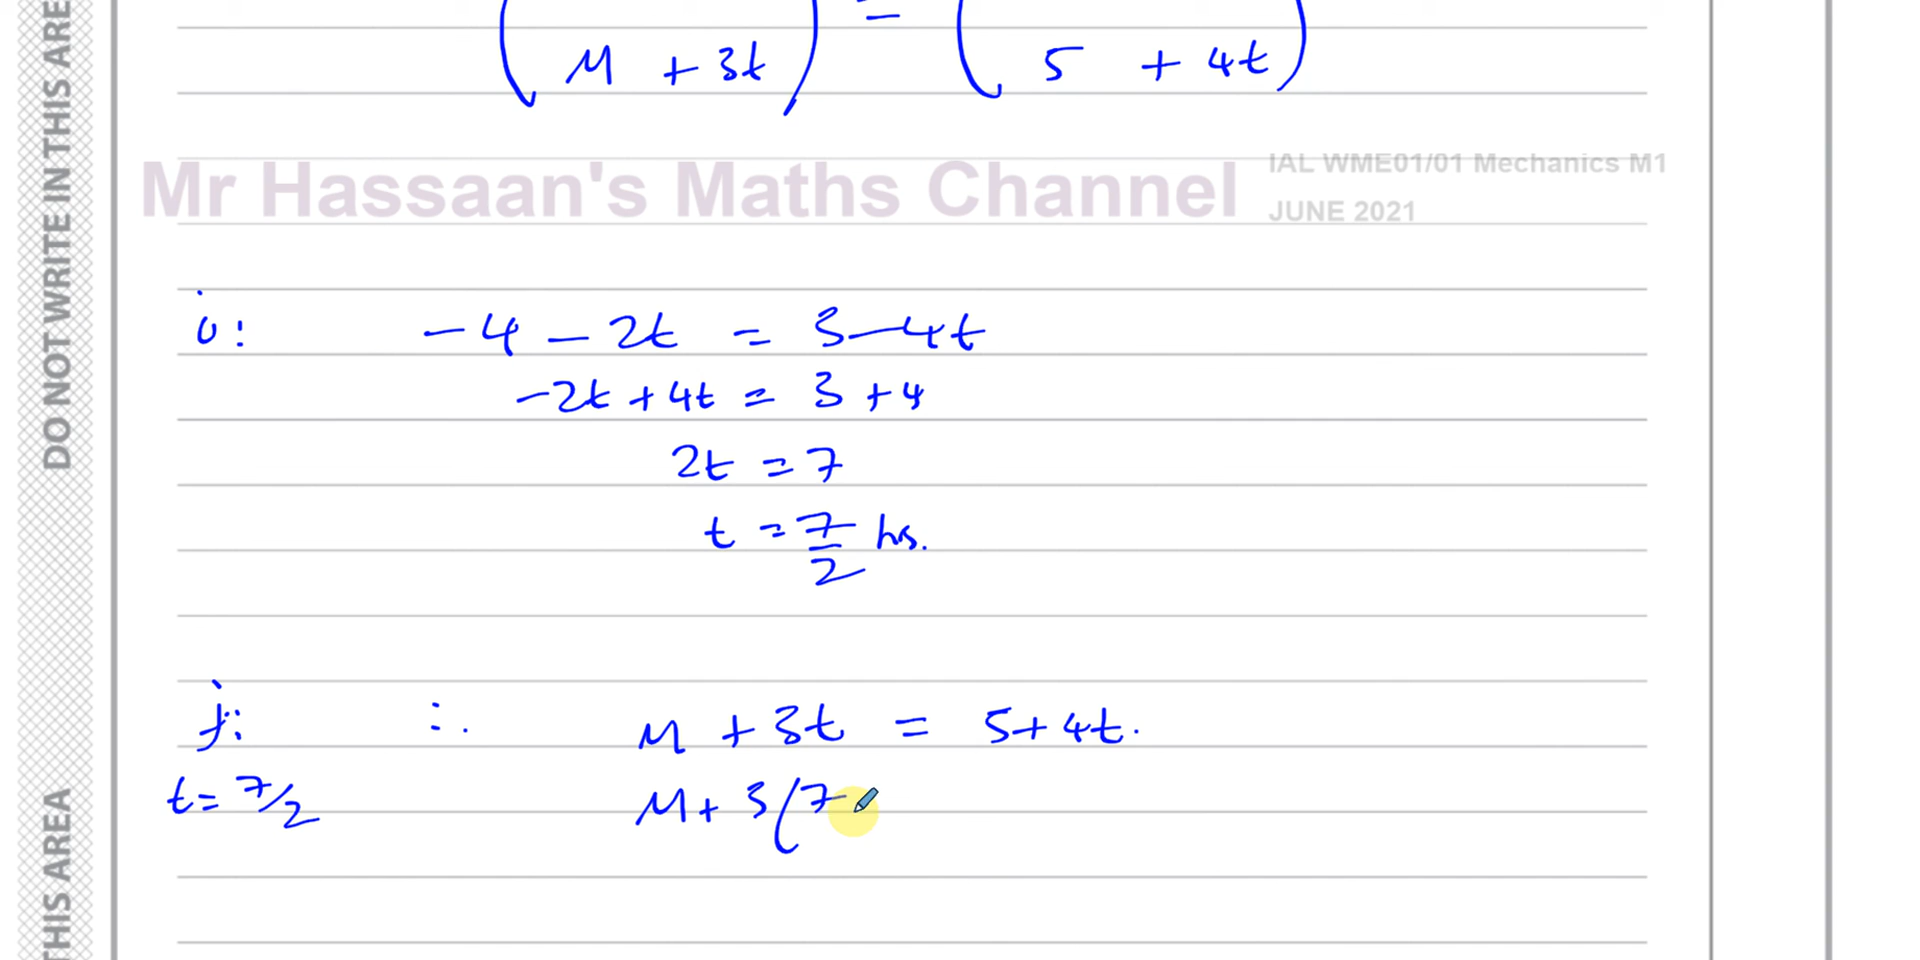 DO NOT WRITE IN THIS ARE
THIS AREA
( μ + 3t ) = ( 5 + 4t )
Mr Hassaan's Maths Channel
IAL WME01/01 Mechanics M1
JUNE 2021
i: -4 - 2t = 3 - 4t
-2t + 4t = 3 + 4
2t = 7
t = 7/2 hrs.
j: ∴ μ + 3t = 5 + 4t.
t = 7/2 μ + 3(7